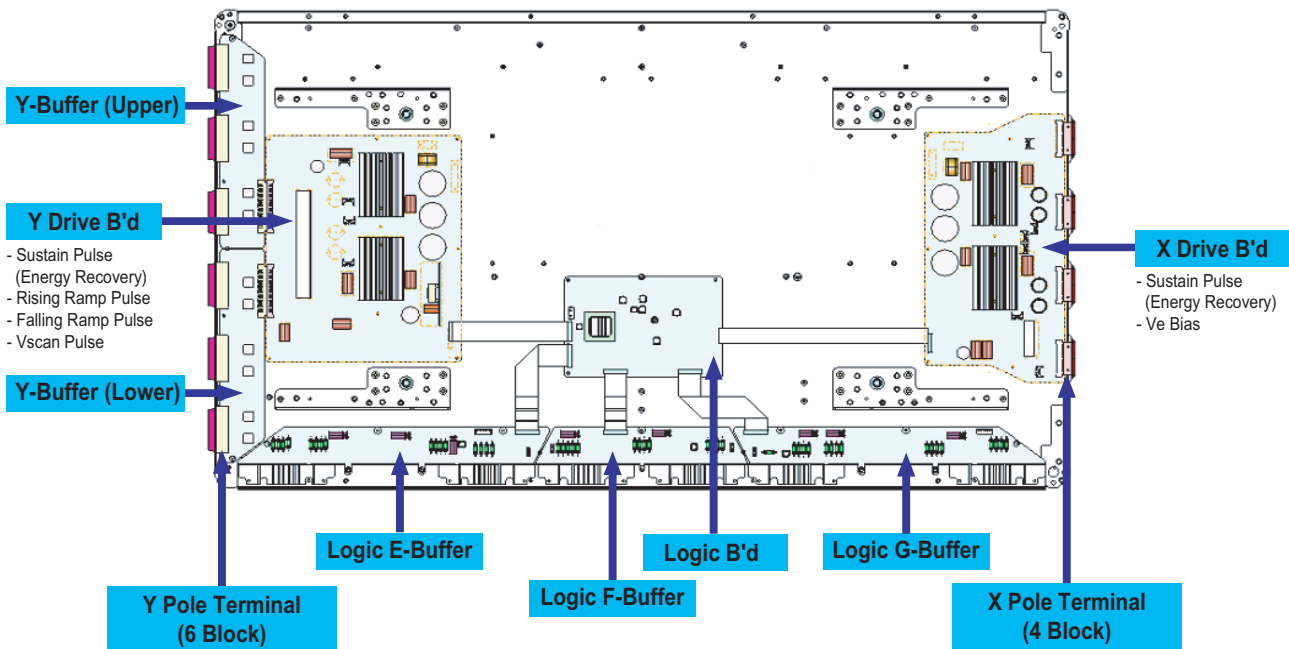 Y-Buffer (Upper)
Y Drive B'd
- Sustain Pulse
(Energy Recovery)
- Rising Ramp Pulse
- Falling Ramp Pulse
- Vscan Pulse
Y-Buffer (Lower)
X Drive B'd
- Sustain Pulse
(Energy Recovery)
- Ve Bias
Logic E-Buffer
Logic F-Buffer
Logic B'd
Logic G-Buffer
Y Pole Terminal
(6 Block)
X Pole Terminal
(4 Block)